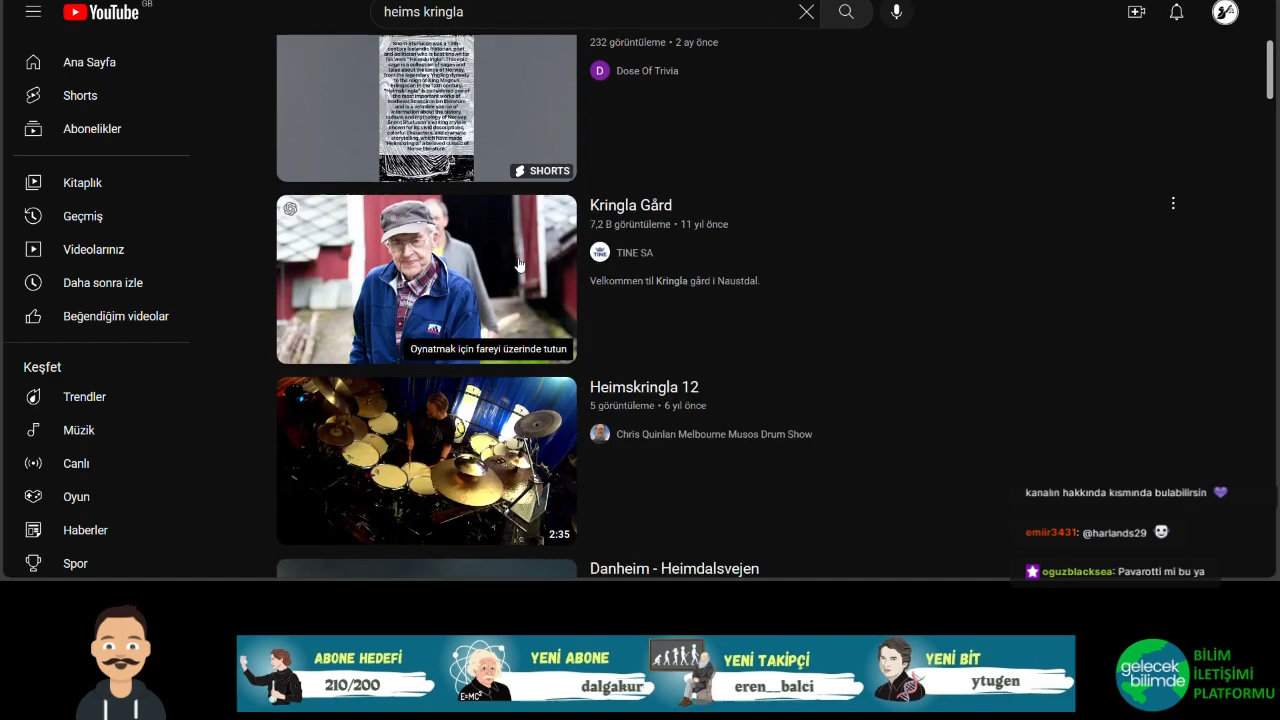 YouTube GB
heims kringla
Ana Sayfa
Shorts
Abonelikler
Kitaplık
Geçmiş
Videolarınız
Daha sonra izle
Beğendiğim videolar
Keşfet
Trendler
Müzik
Canlı
Oyun
Haberler
Spor
232 görüntüleme • 2 ay önce
D Dose Of Trivia
SHORTS
Kringla Gård
7,2 B görüntüleme • 11 yıl önce
TINE TINE SA
Velkommen til Kringla gård i Naustdal.
Oynatmak için fareyi üzerinde tutun
Heimskringla 12
5 görüntüleme • 6 yıl önce
Chris Quinlan Melbourne Musos Drum Show
2:35
Danheim - Heimdalsvejen
kanalın hakkında kısmında bulabilirsin 💜
emiir3431: @harlands29
oguzblacksea: Pavarotti mi bu ya
ABONE HEDEFİ
210/200
E=MC²
YENİ ABONE
dalgakur
YENİ TAKİPÇİ
eren__balci
YENİ BİT
ytugen
gelecek
bilimde
BİLİM
İLETİŞİMİ
PLATFORMU